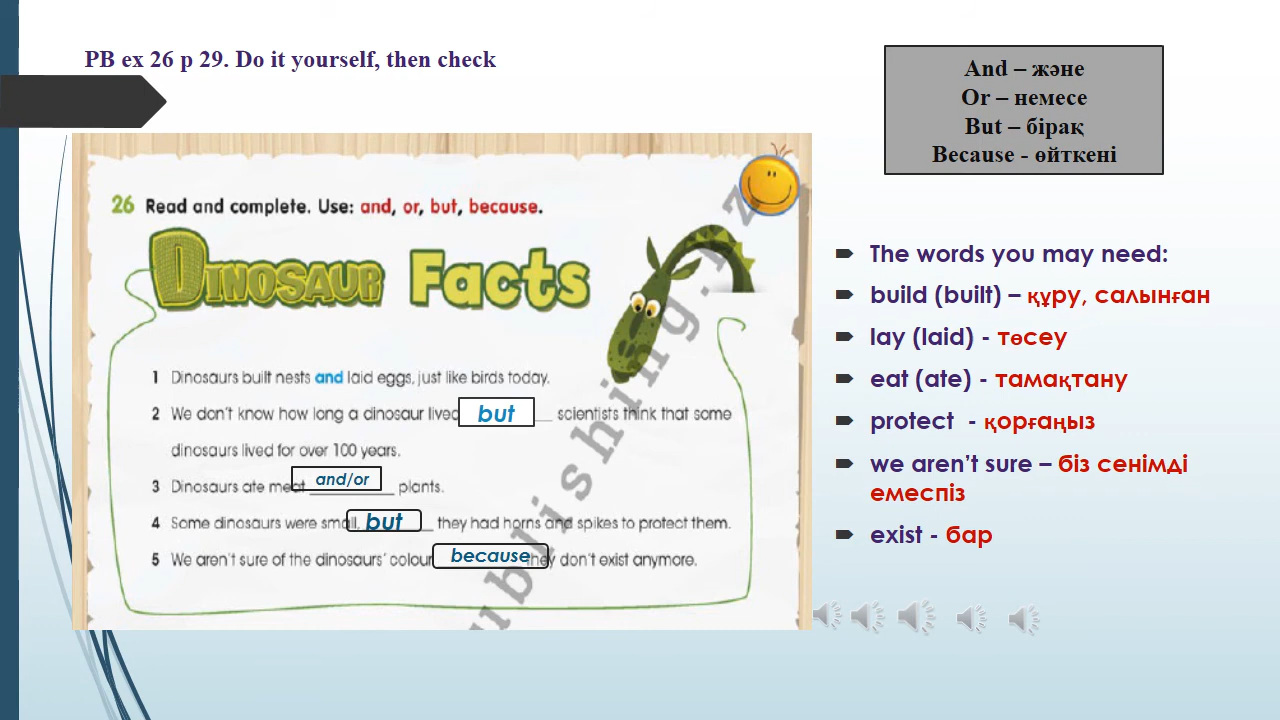 PB ex 26 p 29. Do it yourself, then check
And – және
Or – немесе
But – бірақ
Because - өйткені
26 Read and complete. Use: and, or, but, because.
DINOSAUR Facts
1 Dinosaurs built nests and laid eggs, just like birds today.
2 We don't know how long a dinosaur lived but scientists think that some
dinosaurs lived for over 100 years.
3 Dinosaurs ate meat and/or plants.
4 Some dinosaurs were small, but they had horns and spikes to protect them.
5 We aren't sure of the dinosaurs' colour because they don't exist anymore.
The words you may need:
build (built) – құру, салынған
lay (laid) - төсеу
eat (ate) - тамақтану
protect - қорғаңыз
we aren't sure – біз сенімді
емеспіз
exist - бар